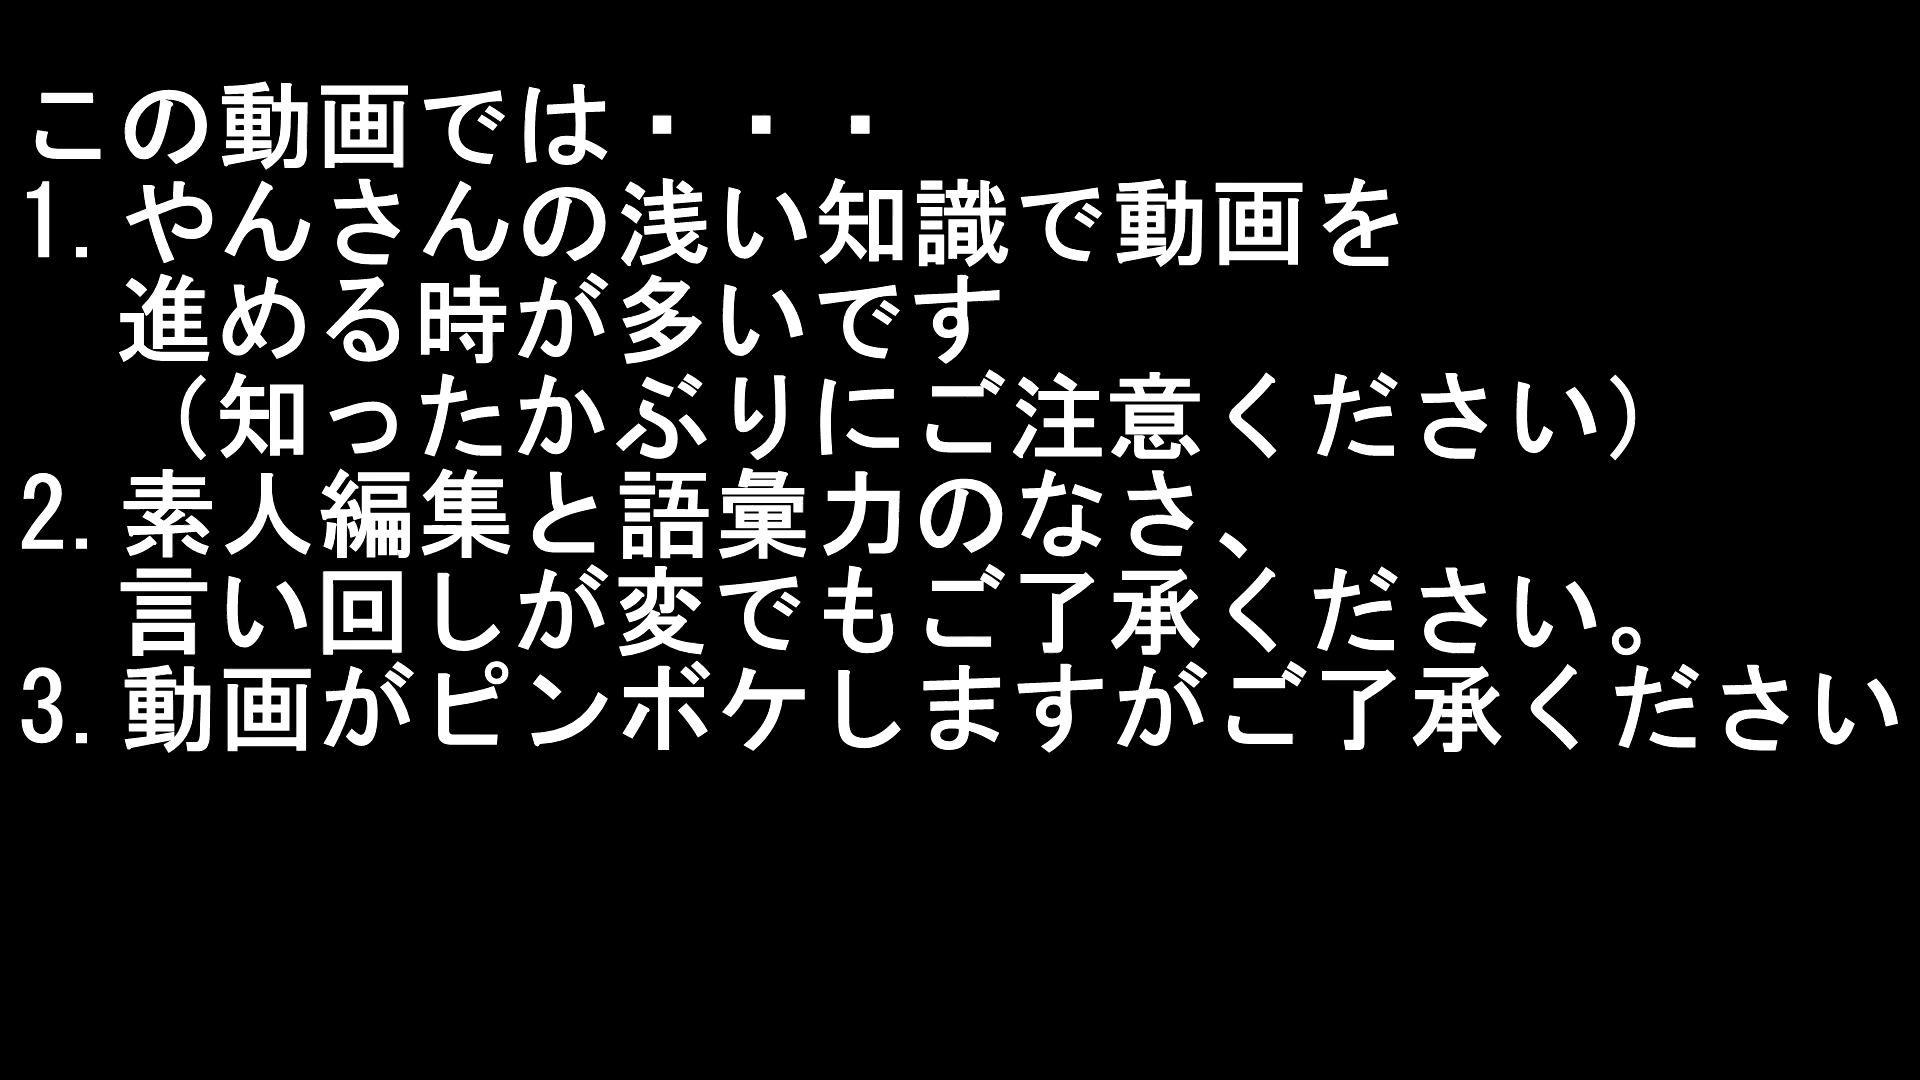 この動画では・・・
1.やんさんの浅い知識で動画を
進める時が多いです
（知ったかぶりにご注意ください）
2.素人編集と語彙力のなさ、
言い回しが変でもご了承ください。
3.動画がピンボケしますがご了承ください